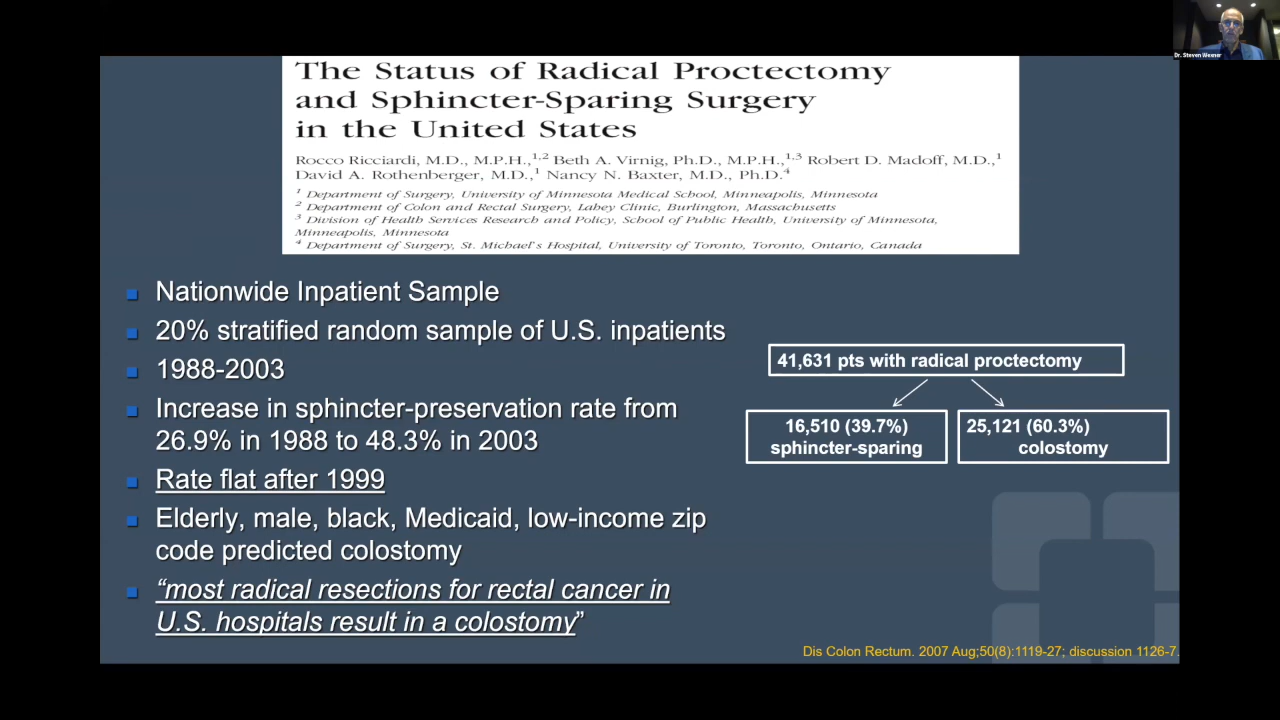 Dr. Steven Wexner
The Status of Radical Proctectomy
and Sphincter-Sparing Surgery
in the United States
Rocco Ricciardi, M.D., M.P.H.,1,2 Beth A. Virnig, Ph.D., M.P.H.,1,3 Robert D. Madoff, M.D.,1
David A. Rothenberger, M.D.,1 Nancy N. Baxter, M.D., Ph.D.4
1 Department of Surgery, University of Minnesota Medical School, Minneapolis, Minnesota
2 Department of Colon and Rectal Surgery, Lahey Clinic, Burlington, Massachusetts
3 Division of Health Services Research and Policy, School of Public Health, University of Minnesota,
Minneapolis, Minnesota
4 Department of Surgery, St. Michael's Hospital, University of Toronto, Toronto, Ontario, Canada
Nationwide Inpatient Sample
20% stratified random sample of U.S. inpatients
1988-2003
Increase in sphincter-preservation rate from
26.9% in 1988 to 48.3% in 2003
Rate flat after 1999
Elderly, male, black, Medicaid, low-income zip
code predicted colostomy
“most radical resections for rectal cancer in
U.S. hospitals result in a colostomy”
41,631 pts with radical proctectomy
16,510 (39.7%)
sphincter-sparing
25,121 (60.3%)
colostomy
Dis Colon Rectum. 2007 Aug;50(8):1119-27; discussion 1126-7.